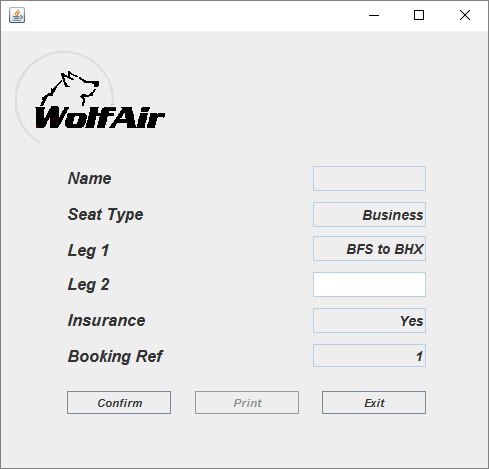 WolfAir
Name
Seat Type Business
Leg 1 BFS to BHX
Leg 2
Insurance Yes
Booking Ref 1
Confirm Print Exit